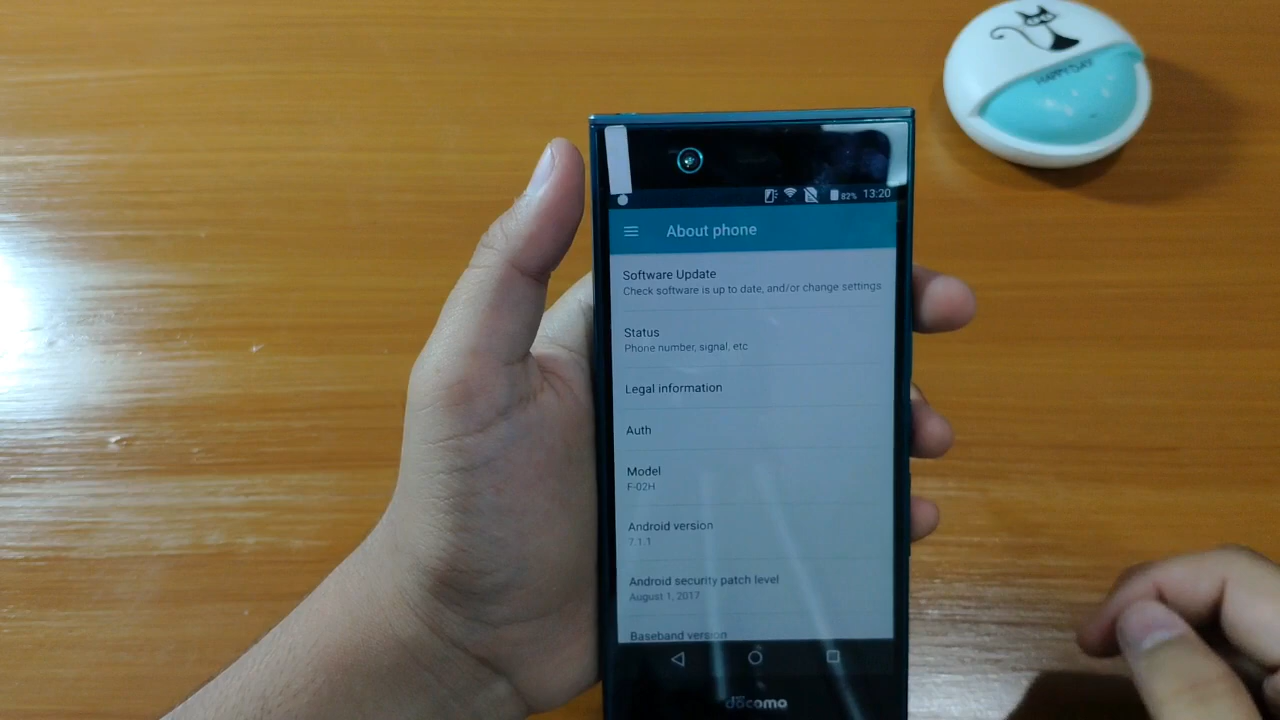 HAPPY DAY
82% 13:20
About phone
Software Update
Check software is up to date, and/or change settings
Status
Phone number, signal, etc
Legal information
Auth
Model
F-02H
Android version
7.1.1
Android security patch level
August 1, 2017
Baseband version
docomo